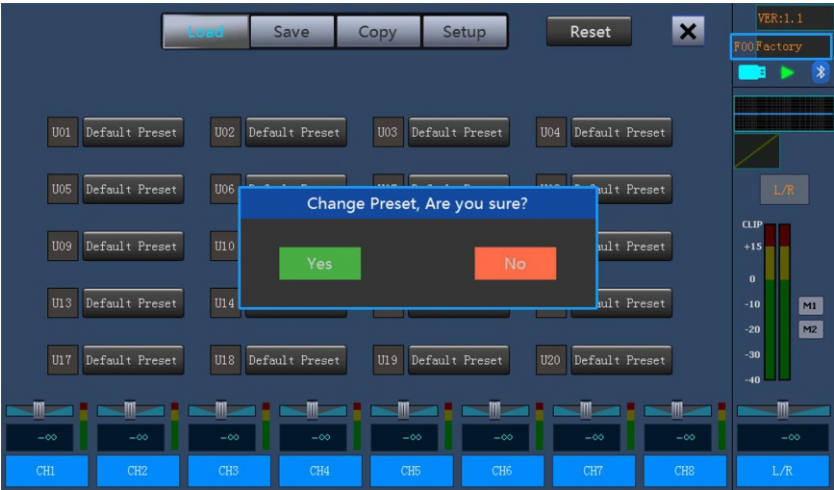 Load Save Copy Setup Reset X
VER:1.1
F00 Factory
U01 Default Preset U02 Default Preset U03 Default Preset U04 Default Preset
U05 Default Preset U06
Change Preset, Are you sure?
L/R
U09 Default Preset U10
Yes No
U13 Default Preset U14
U17 Default Preset U18 Default Preset U19 Default Preset U20 Default Preset
CLIP
+15
0
-10 M1
-20 M2
-30
-40
-∞ -∞ -∞ -∞ -∞ -∞ -∞ -∞ -∞
CH1 CH2 CH3 CH4 CH5 CH6 CH7 CH8 L/R